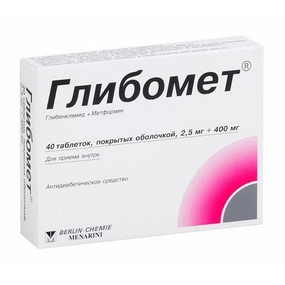 Глибомет®
Глибенкламид + Метформин
40 таблеток, покрытых оболочкой, 2,5 мг + 400 мг
Для приема внутрь
Антидиабетическое средство
BERLIN-CHEMIE
MENARINI